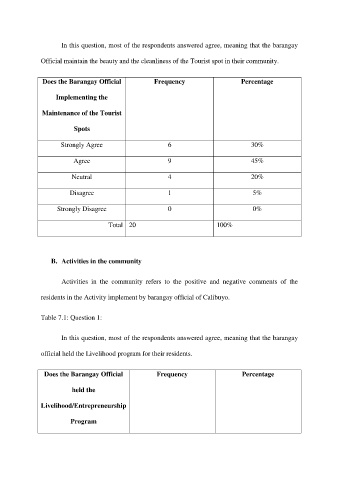 In this question, most of the respondents answered agree, meaning that the barangay
Official maintain the beauty and the cleanliness of the Tourist spot in their community.
Does the Barangay Official Frequency Percentage
Implementing the
Maintenance of the Tourist
Spots
Strongly Agree 6 30%
Agree 9 45%
Neutral 4 20%
Disagree 1 5%
Strongly Disagree 0 0%
Total 20 100%
B. Activities in the community
Activities in the community refers to the positive and negative comments of the
residents in the Activity implement by barangay official of Calibuyo.
Table 7.1: Question 1:
In this question, most of the respondents answered agree, meaning that the barangay
official held the Livelihood program for their residents.
Does the Barangay Official Frequency Percentage
held the
Livelihood/Entrepreneurship
Program